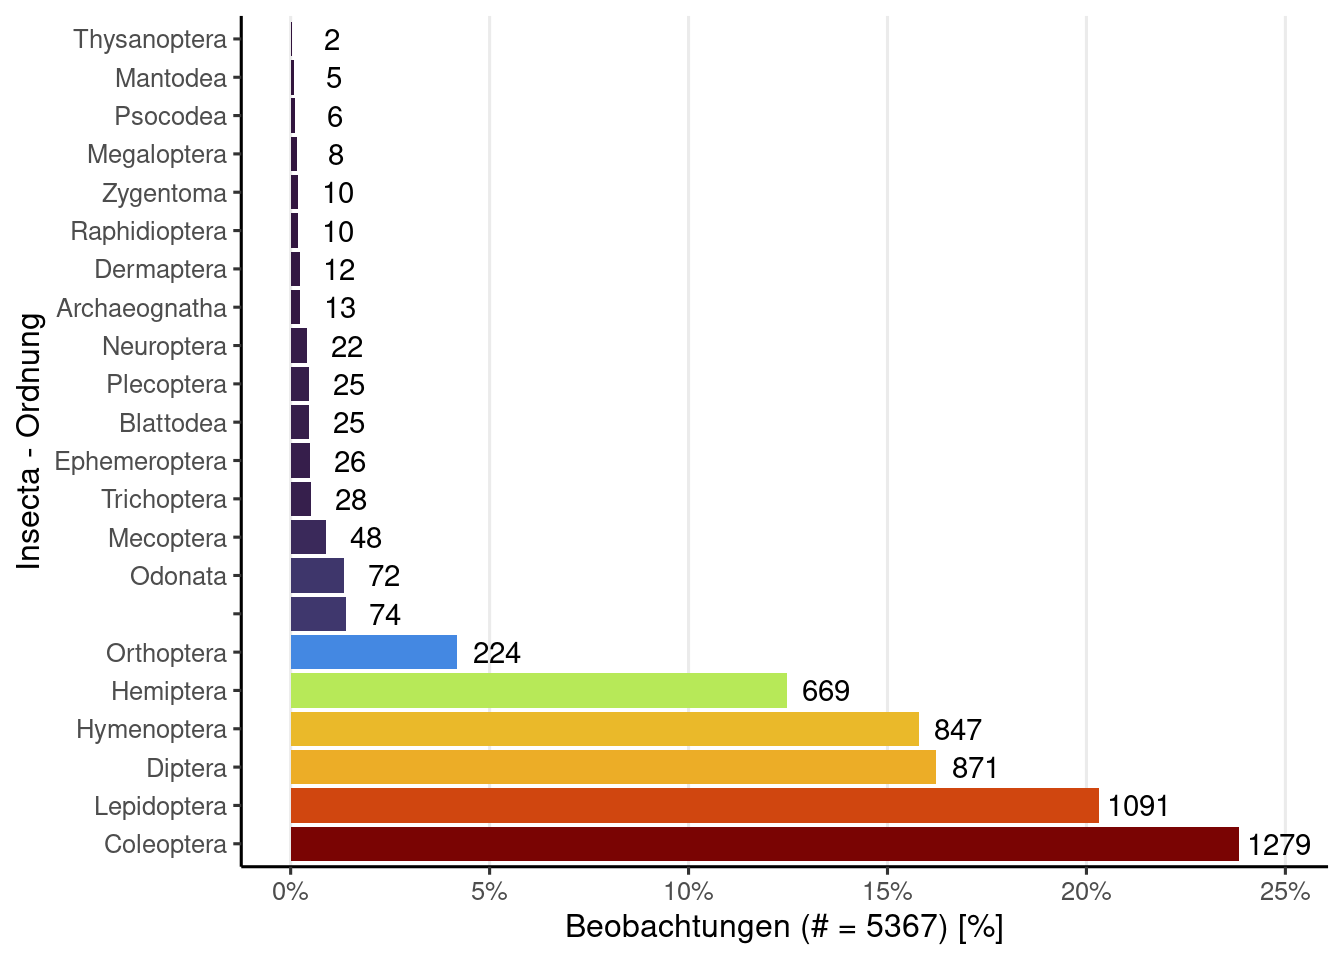 Insecta - Ordnung
Thysanoptera 2
Mantodea 5
Psocodea 6
Megaloptera 8
Zygentoma 10
Raphidioptera 10
Dermaptera 12
Archaeognatha 13
Neuroptera 22
Plecoptera 25
Blattodea 25
Ephemeroptera 26
Trichoptera 28
Mecoptera 48
Odonata 72
74
Orthoptera 224
Hemiptera 669
Hymenoptera 847
Diptera 871
Lepidoptera 1091
Coleoptera 1279
0% 5% 10% 15% 20% 25%
Beobachtungen (# = 5367) [%]